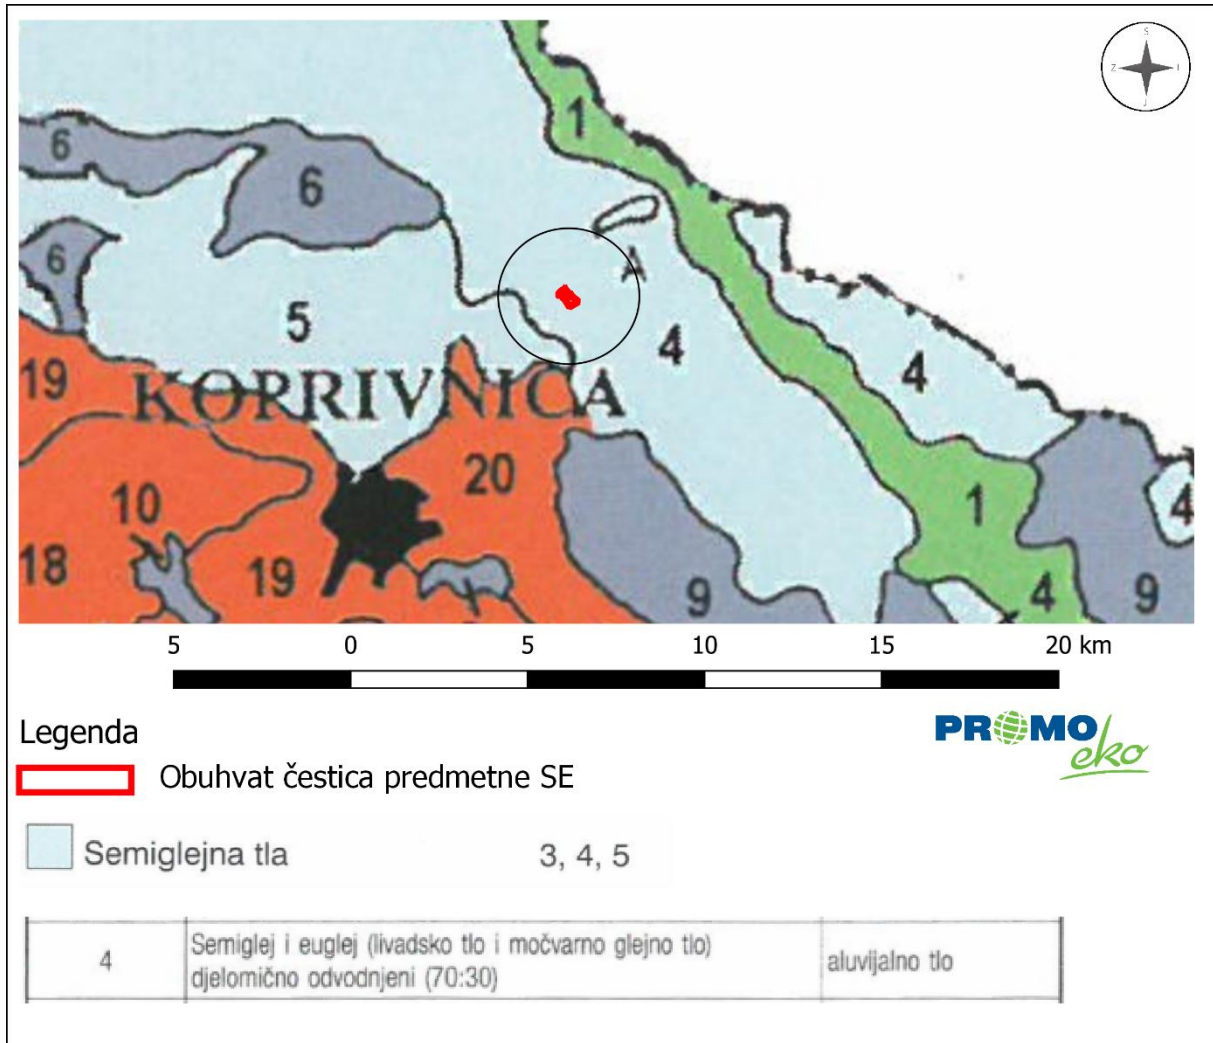 S
Z I
J
1
6
6
6
A
5
4
4
KOPRIVNICA
19
10
20
1
4
18
19
9
4
9
5 0 5 10 15 20 km
Legenda
PROMO
eko
Obuhvat čestica predmetne SE
Semiglejna tla 3, 4, 5
4 Semiglej i euglej (livadsko tlo i močvarno glejno tlo) aluvijalno tlo
djelomično odvodnjeni (70:30)